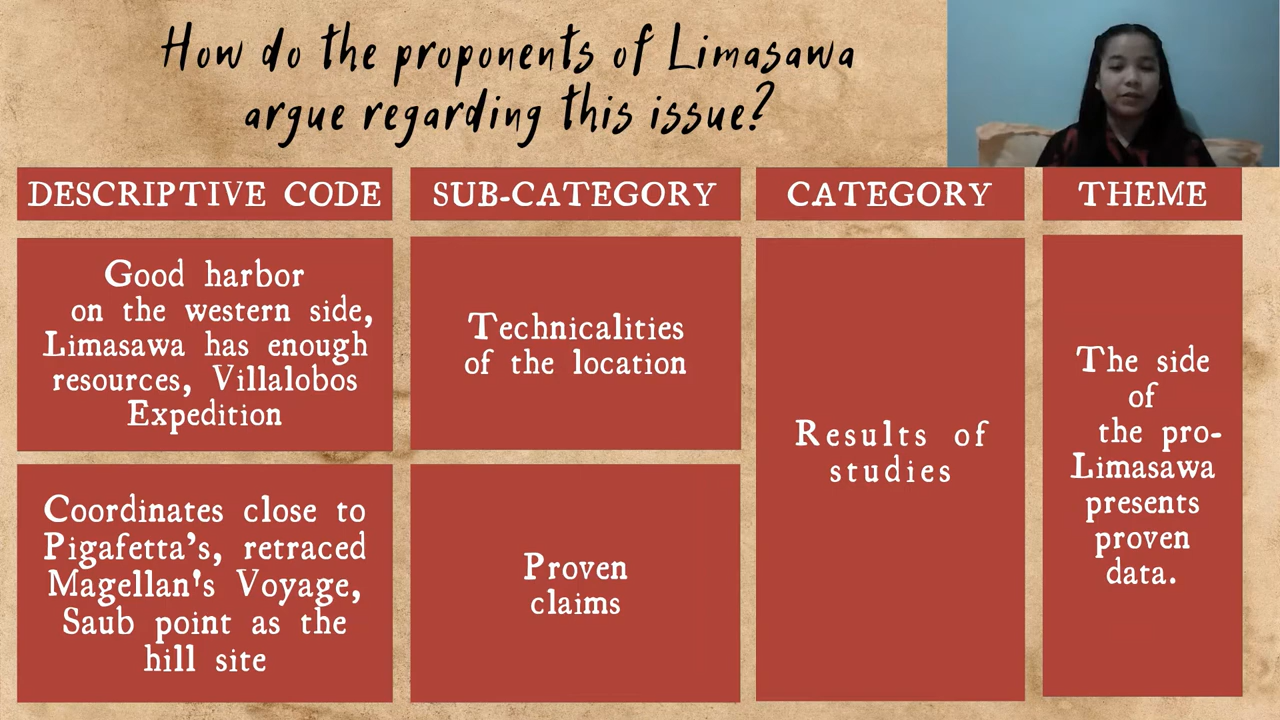 How do the proponents of Limasawa
argue regarding this issue?
DESCRIPTIVE CODE
SUB-CATEGORY
CATEGORY
THEME
Good harbor
on the western side,
Limasawa has enough
resources, Villalobos
Expedition
Technicalities
of the location
Results of
studies
The side
of
the pro-
Limasawa
presents
proven
data.
Coordinates close to
Pigafetta's, retraced
Magellan's Voyage,
Saub point as the
hill site
Proven
claims